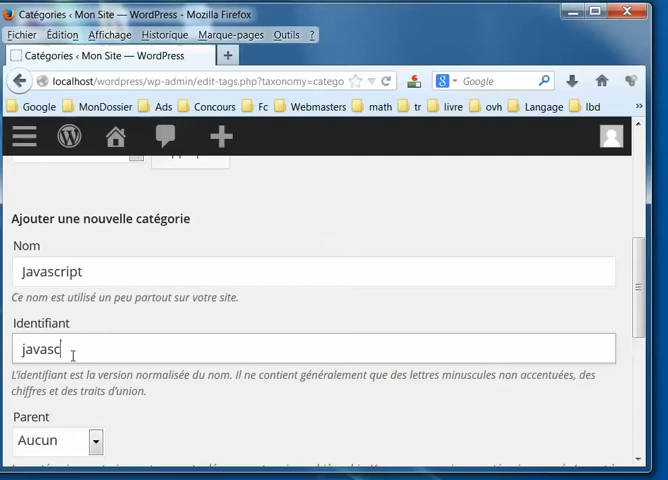 Catégories ‹ Mon Site — WordPress - Mozilla Firefox
Fichier Édition Affichage Historique Marque-pages Outils ?
Catégories ‹ Mon Site — WordPress
localhost/wordpress/wp-admin/edit-tags.php?taxonomy=catego Google
Google MonDossier Ads Concours Fc Webmasters math tr livre ovh Langage lbd »
Ajouter une nouvelle catégorie
Nom
Javascript
Ce nom est utilisé un peu partout sur votre site.
Identifiant
javasc
L'identifiant est la version normalisée du nom. Il ne contient généralement que des lettres minuscules non accentuées, des
chiffres et des traits d'union.
Parent
Aucun